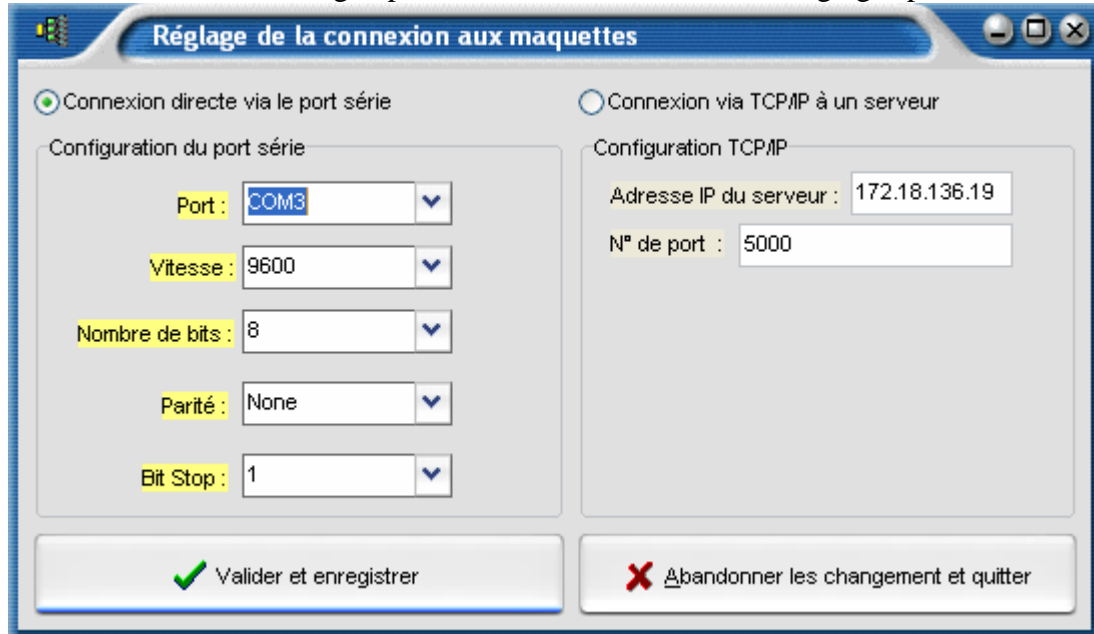 Réglage de la connexion aux maquettes
Connexion directe via le port série
Connexion via TCP/IP à un serveur
Configuration du port série
Configuration TCP/IP
Port :
COM3
Adresse IP du serveur :
172.18.136.19
N° de port :
5000
Vitesse :
9600
Nombre de bits :
8
Parité :
None
Bit Stop :
1
Valider et enregistrer
Abandonner les changement et quitter